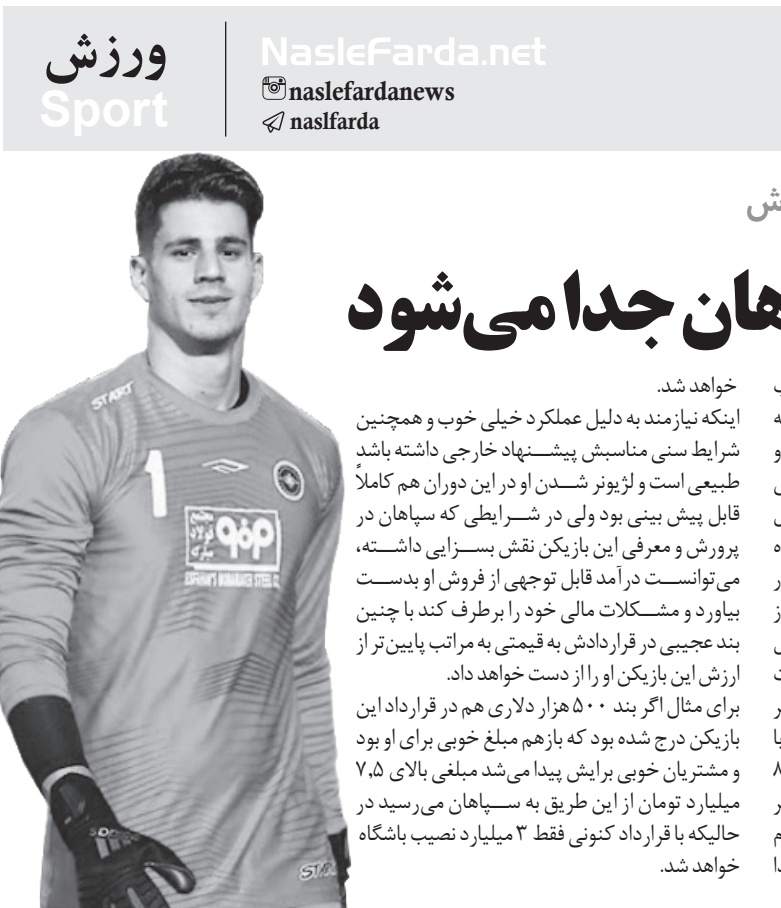 ورزش
Sport
NasleFarda.net
naslefardanews
naslfarda
جدا می‌شود
خواهد شد.
اینکه نیازمند به دلیل عملکرد خیلی خوب و همچنین
شرایط سنی مناسبش پیشنهاد خارجی داشته باشد
طبیعی است و لژیونر شدن او در این دوران هم کاملاً
قابل پیش بینی بود ولی در شرایطی که سپاهان در
پرورش و معرفی این بازیکن نقش بسزایی داشته،
می‌توانست درآمد قابل توجهی از فروش او بدست
بیاورد و مشکلات مالی خود را برطرف کند با چنین
بند عجیبی در قراردادش به قیمتی به مراتب پایین‌تر از
ارزش این بازیکن او را از دست خواهد داد.
برای مثال اگر بند ۵۰۰ هزار دلاری هم در قرارداد این
بازیکن درج شده بود که بازهم مبلغ خوبی برای او بود
و مشتریان خوبی برایش پیدا می‌شد مبلغی بالای ۷,۵
میلیارد تومان از این طریق به سپاهان می‌رسید در
حالیکه با قرارداد کنونی فقط ۳ میلیارد نصیب باشگاه
خواهد شد.
START
1
مجتمع
فولاد
مبارکه